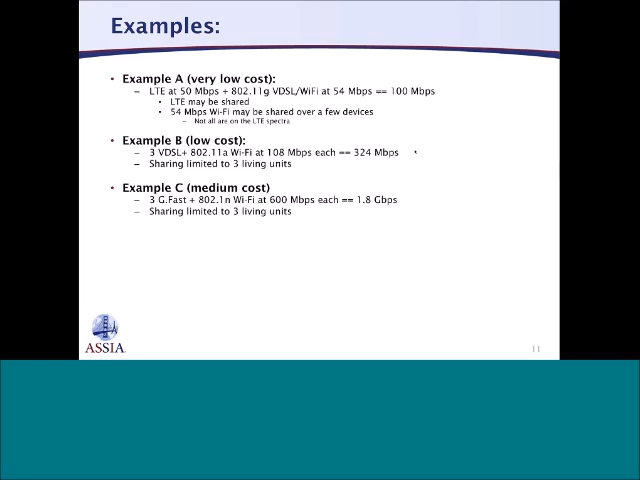 Examples:
• Example A (very low cost):
– LTE at 50 Mbps + 802.11g VDSL/WiFi at 54 Mbps == 100 Mbps
• LTE may be shared
• 54 Mbps Wi-Fi may be shared over a few devices
– Not all are on the LTE spectra
• Example B (low cost):
– 3 VDSL+ 802.11a Wi-Fi at 108 Mbps each == 324 Mbps
– Sharing limited to 3 living units
• Example C (medium cost)
– 3 G.Fast + 802.1n Wi-Fi at 600 Mbps each == 1.8 Gbps
– Sharing limited to 3 living units
ASSIA
11